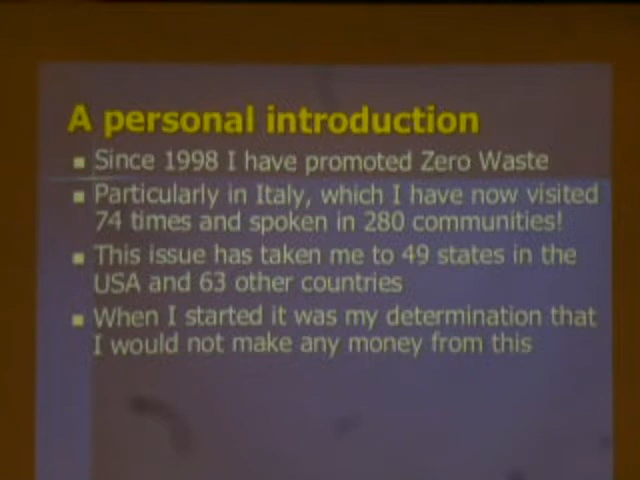 A personal introduction
▪ Since 1998 I have promoted Zero Waste
▪ Particularly in Italy, which I have now visited
74 times and spoken in 280 communities!
▪ This issue has taken me to 49 states in the
USA and 63 other countries
▪ When I started it was my determination that
I would not make any money from this